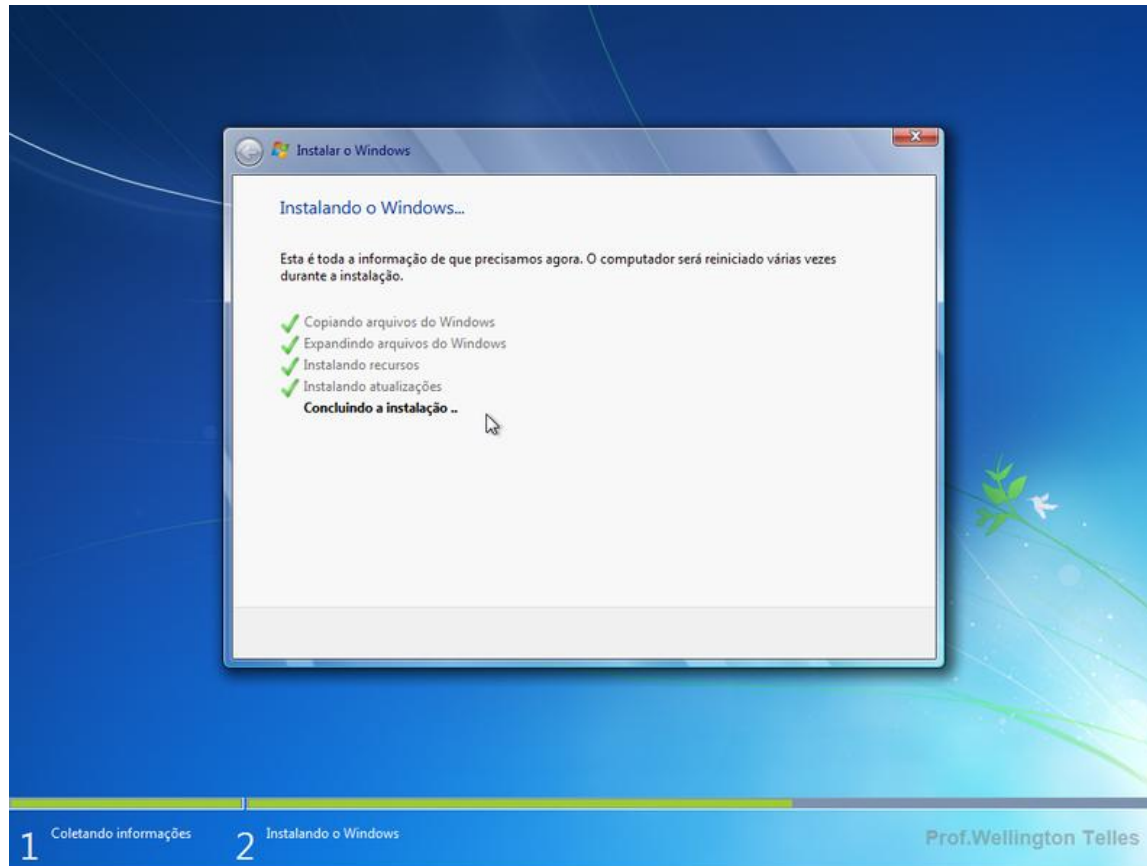 Instalar o Windows
Instalando o Windows...
Esta é toda a informação de que precisamos agora. O computador será reiniciado várias vezes
durante a instalação.
Copiando arquivos do Windows
Expandindo arquivos do Windows
Instalando recursos
Instalando atualizações
Concluindo a instalação ..
1 Coletando informações 2 Instalando o Windows
Prof.Wellington Telles